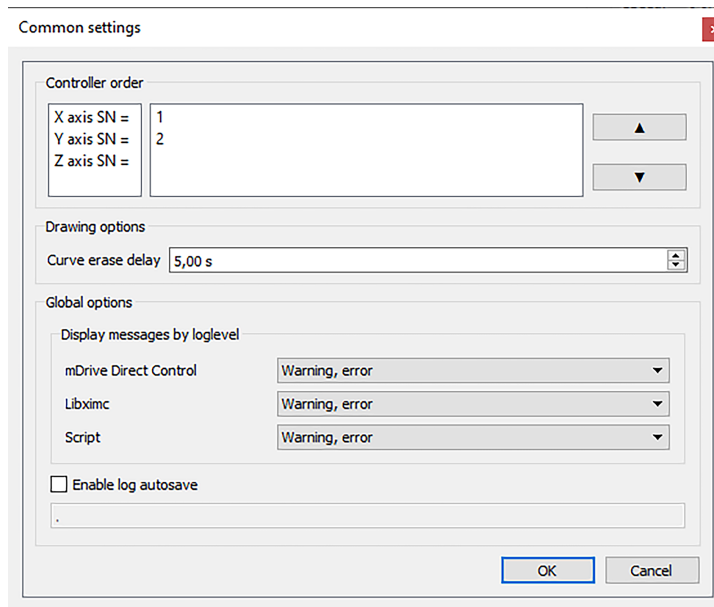 Common settings
Controller order
X axis SN = 1
Y axis SN = 2
Z axis SN =
▲
▼
Drawing options
Curve erase delay 5,00 s
Global options
Display messages by loglevel
mDrive Direct Control Warning, error
Libximc Warning, error
Script Warning, error
Enable log autosave
.
OK Cancel